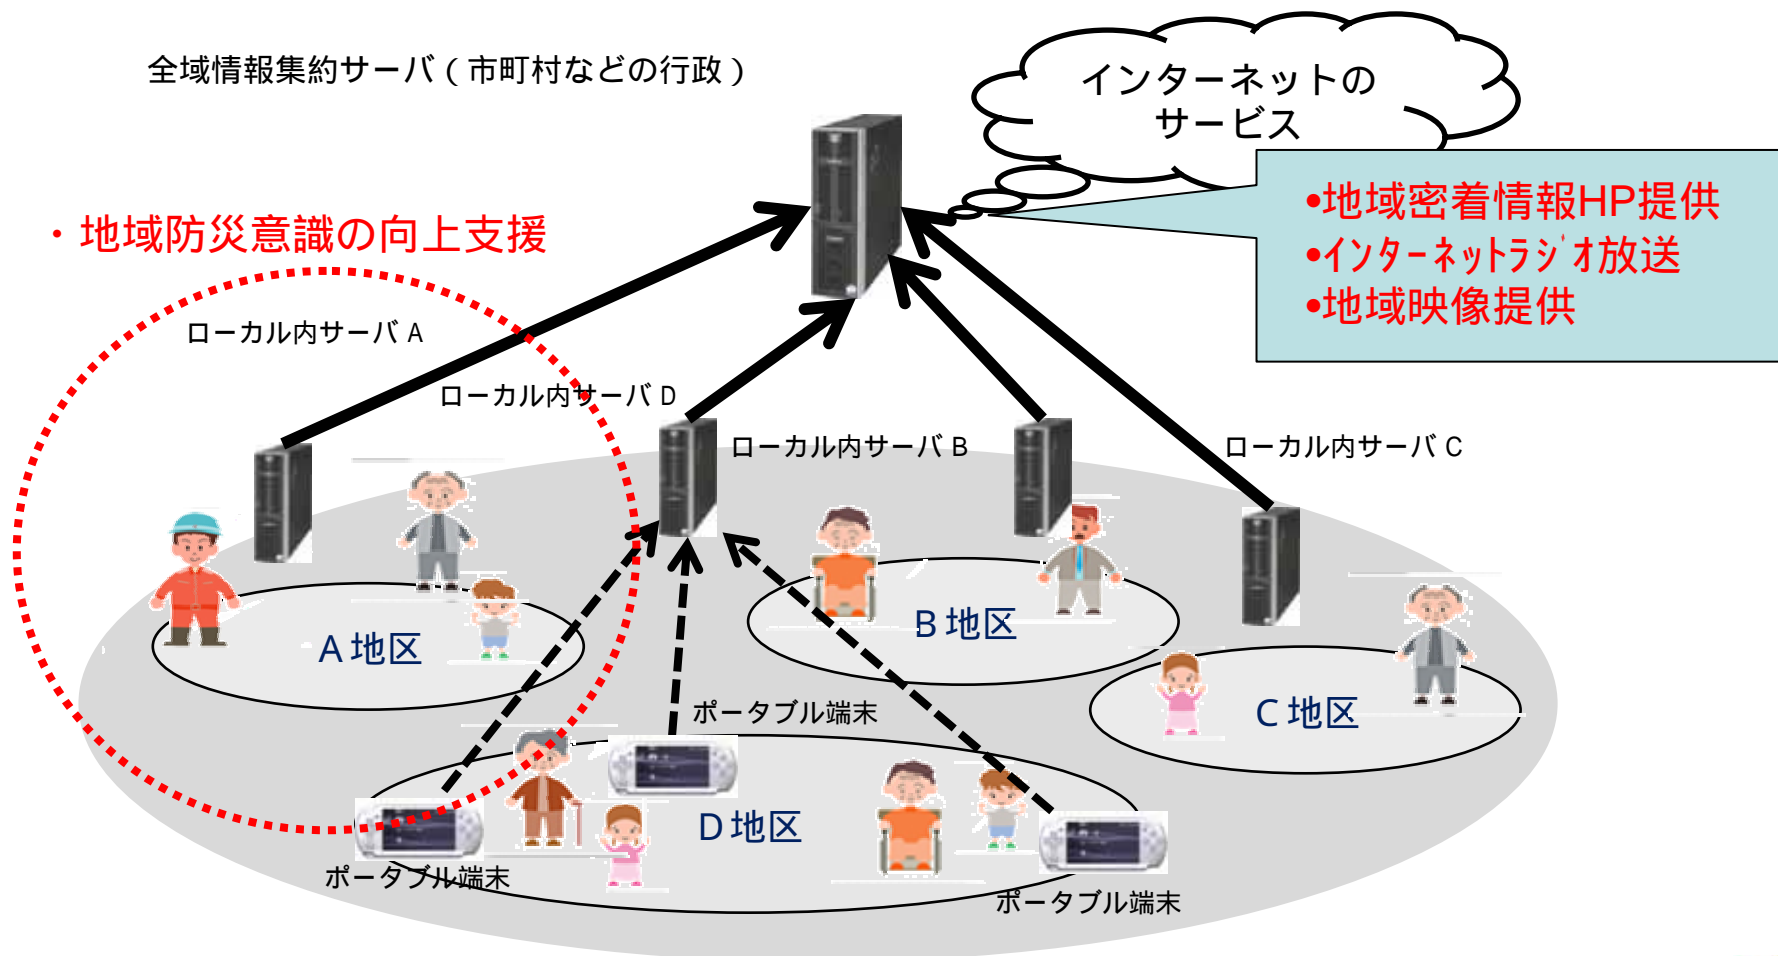 全域情報集約サーバ（市町村などの行政）
インターネットの
サービス
•地域密着情報HP提供
•ｲﾝﾀｰﾈｯﾄﾗｼﾞｵ放送
•地域映像提供
・地域防災意識の向上支援
ローカル内サーバ A
ローカル内サーバ D
ローカル内サーバ B
ローカル内サーバ C
A地区
B地区
C地区
ポータブル端末
D地区
ポータブル端末
ポータブル端末